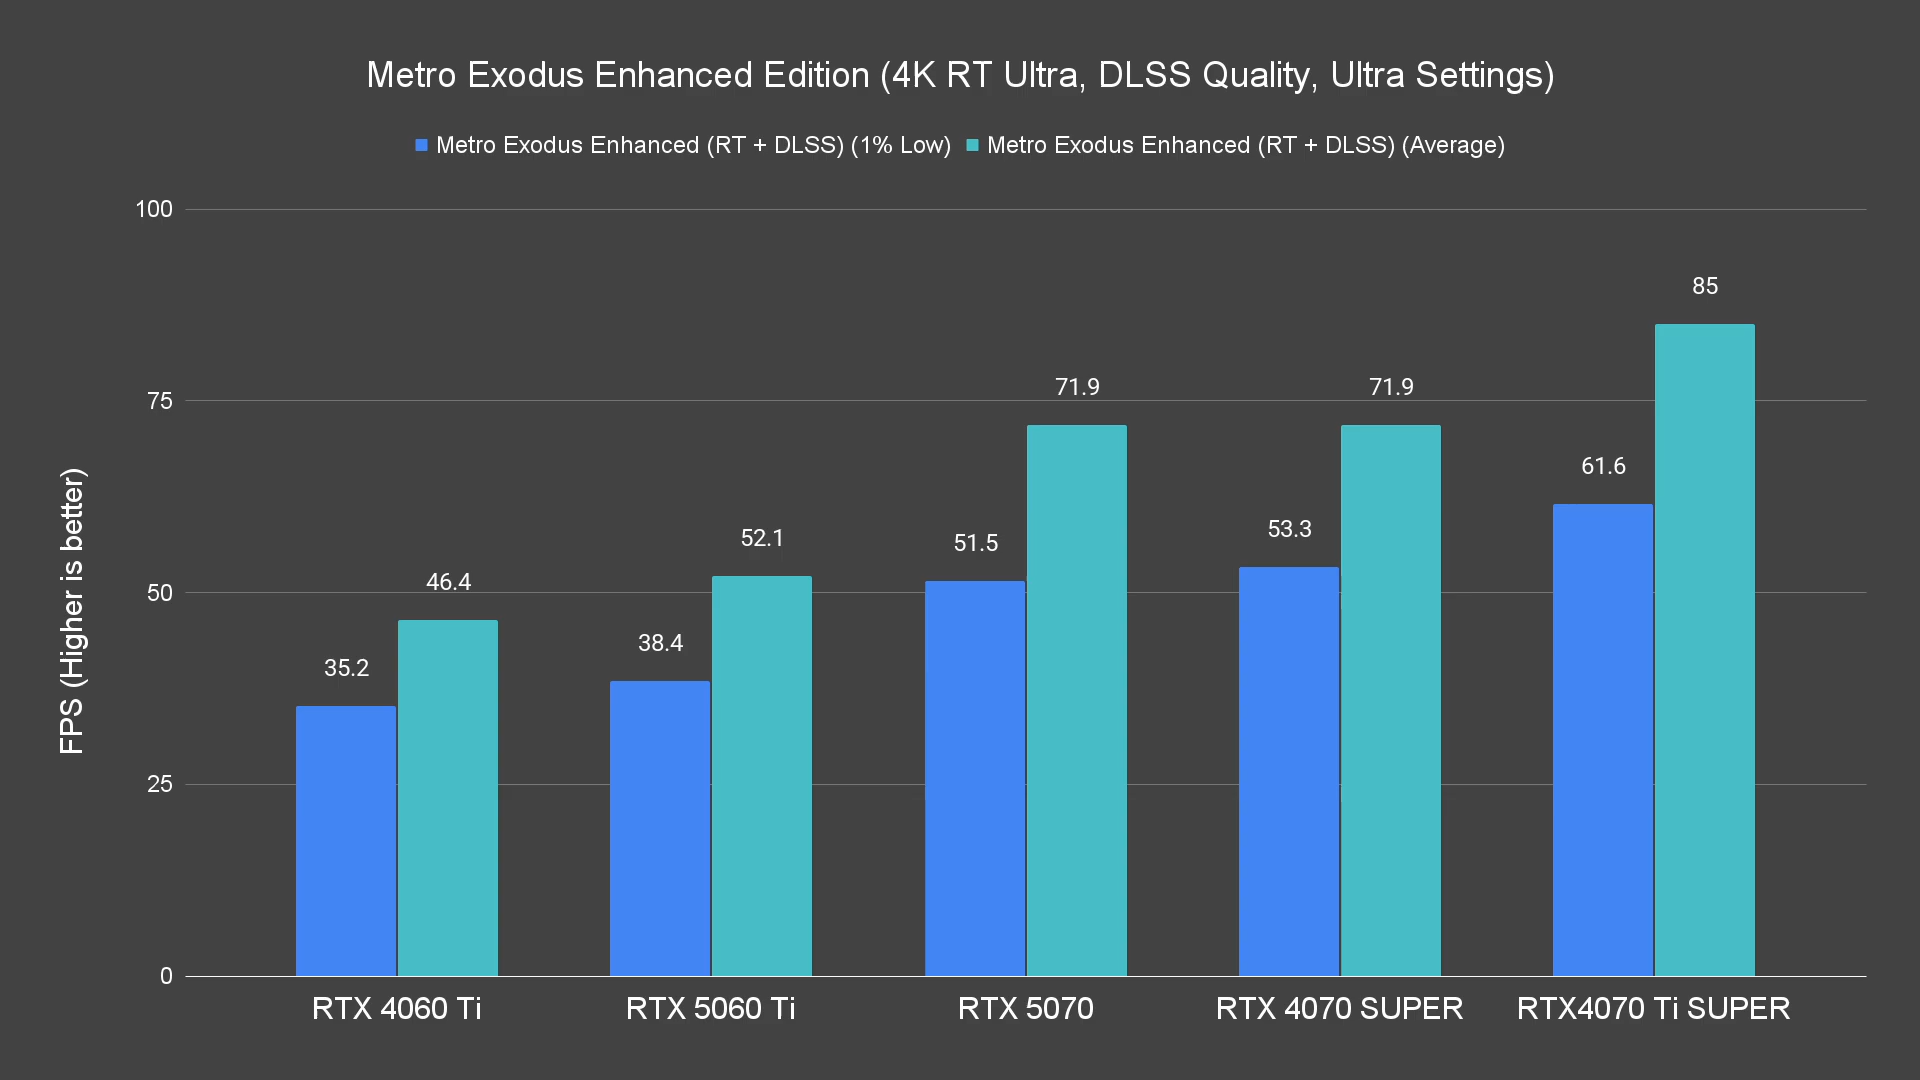 Metro Exodus Enhanced Edition (4K RT Ultra, DLSS Quality, Ultra Settings)
Metro Exodus Enhanced (RT + DLSS) (1% Low)
Metro Exodus Enhanced (RT + DLSS) (Average)
FPS (Higher is better)
100
75
50
25
0
35.2
46.4
38.4
52.1
51.5
71.9
53.3
71.9
61.6
85
RTX 4060 Ti
RTX 5060 Ti
RTX 5070
RTX 4070 SUPER
RTX4070 Ti SUPER